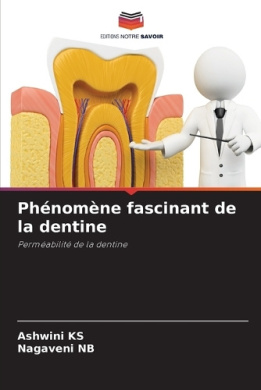 EDITIONS NOTRE SAVOIR
Phénomène fascinant de
la dentine
Perméabilité de la dentine
Ashwini KS
Nagaveni NB